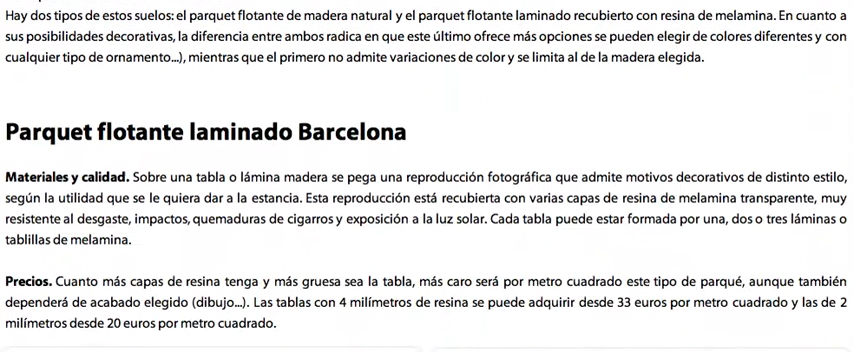 Hay dos tipos de estos suelos: el parquet flotante de madera natural y el parquet flotante laminado recubierto con resina de melamina. En cuanto a
sus posibilidades decorativas, la diferencia entre ambos radica en que este último ofrece más opciones se pueden elegir de colores diferentes y con
cualquier tipo de ornamento...), mientras que el primero no admite variaciones de color y se limita al de la madera elegida.
Parquet flotante laminado Barcelona
Materiales y calidad. Sobre una tabla o lámina madera se pega una reproducción fotográfica que admite motivos decorativos de distinto estilo,
según la utilidad que se le quiera dar a la estancia. Esta reproducción está recubierta con varias capas de resina de melamina transparente, muy
resistente al desgaste, impactos, quemaduras de cigarros y exposición a la luz solar. Cada tabla puede estar formada por una, dos o tres láminas o
tablillas de melamina.
Precios. Cuanto más capas de resina tenga y más gruesa sea la tabla, más caro será por metro cuadrado este tipo de parqué, aunque también
dependerá de acabado elegido (dibujo...). Las tablas con 4 milímetros de resina se puede adquirir desde 33 euros por metro cuadrado y las de 2
milímetros desde 20 euros por metro cuadrado.